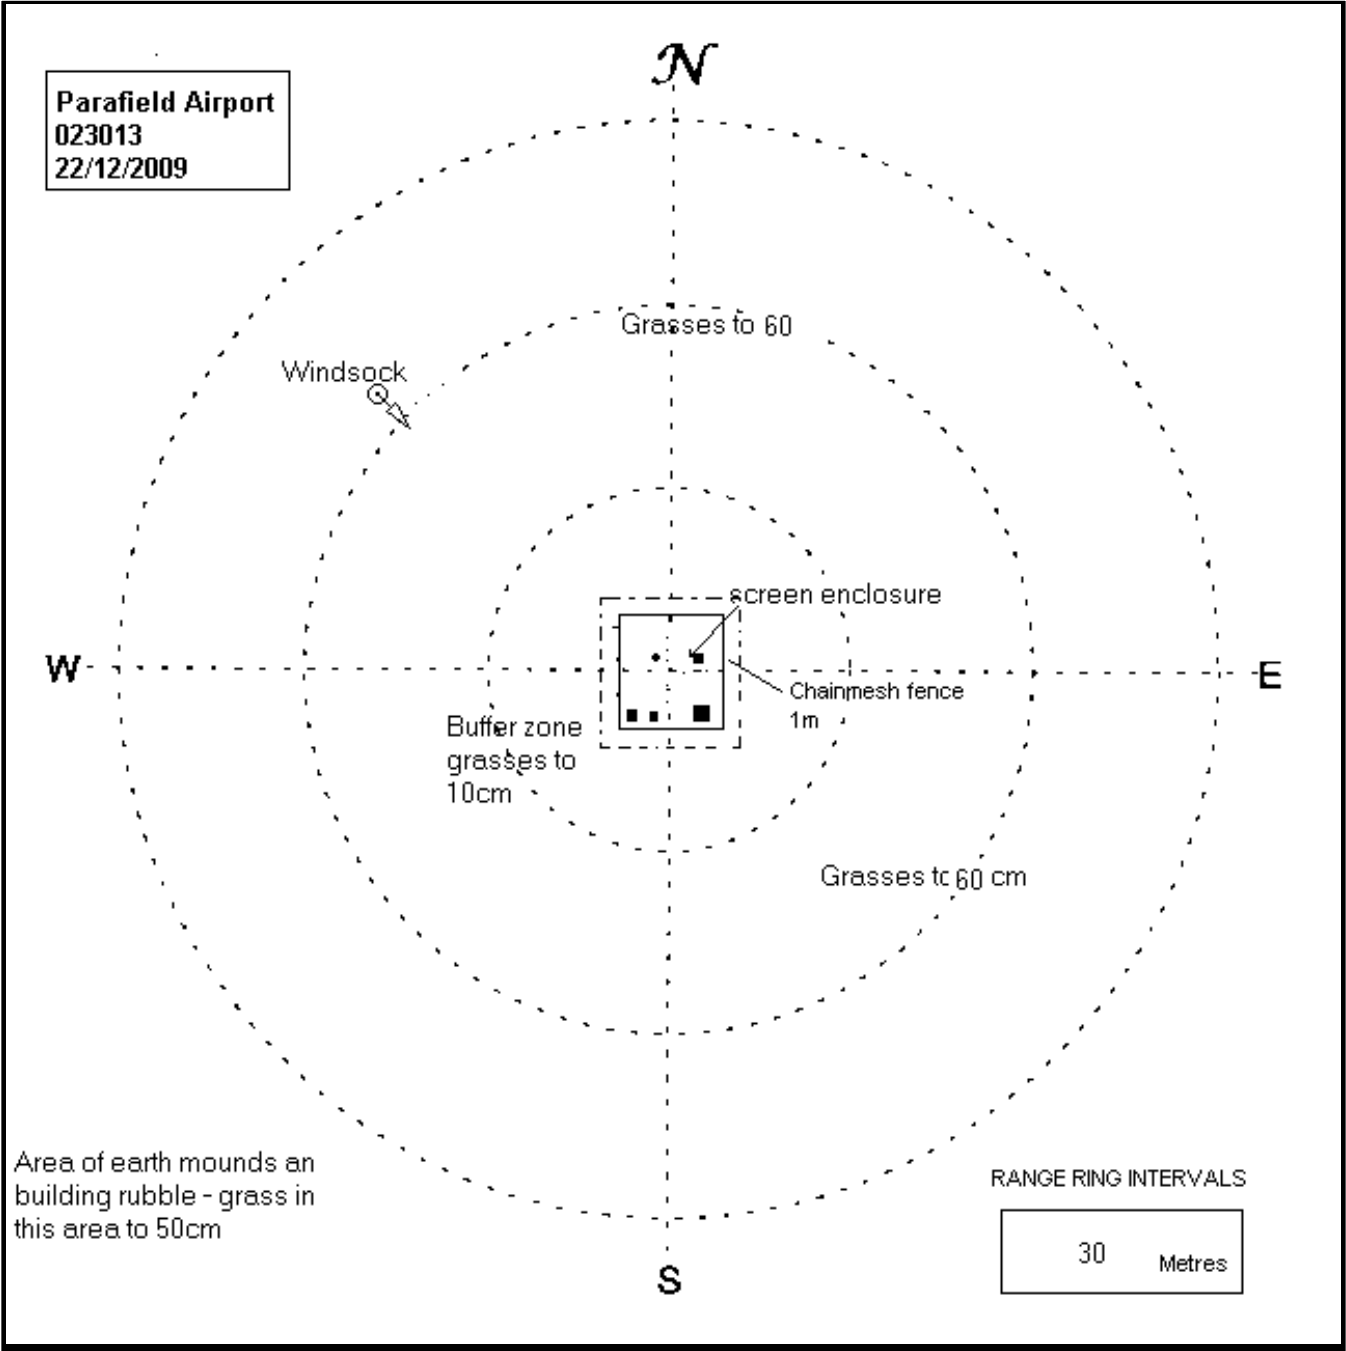 N
Parafield Airport
023013
22/12/2009
Grasses to 60
Windsock
screen enclosure
W
E
Chainmesh fence
1m
Buffer zone
grasses to
10cm
Grasses to 60 cm
Area of earth mounds an
building rubble - grass in
this area to 50cm
RANGE RING INTERVALS
30 Metres
S